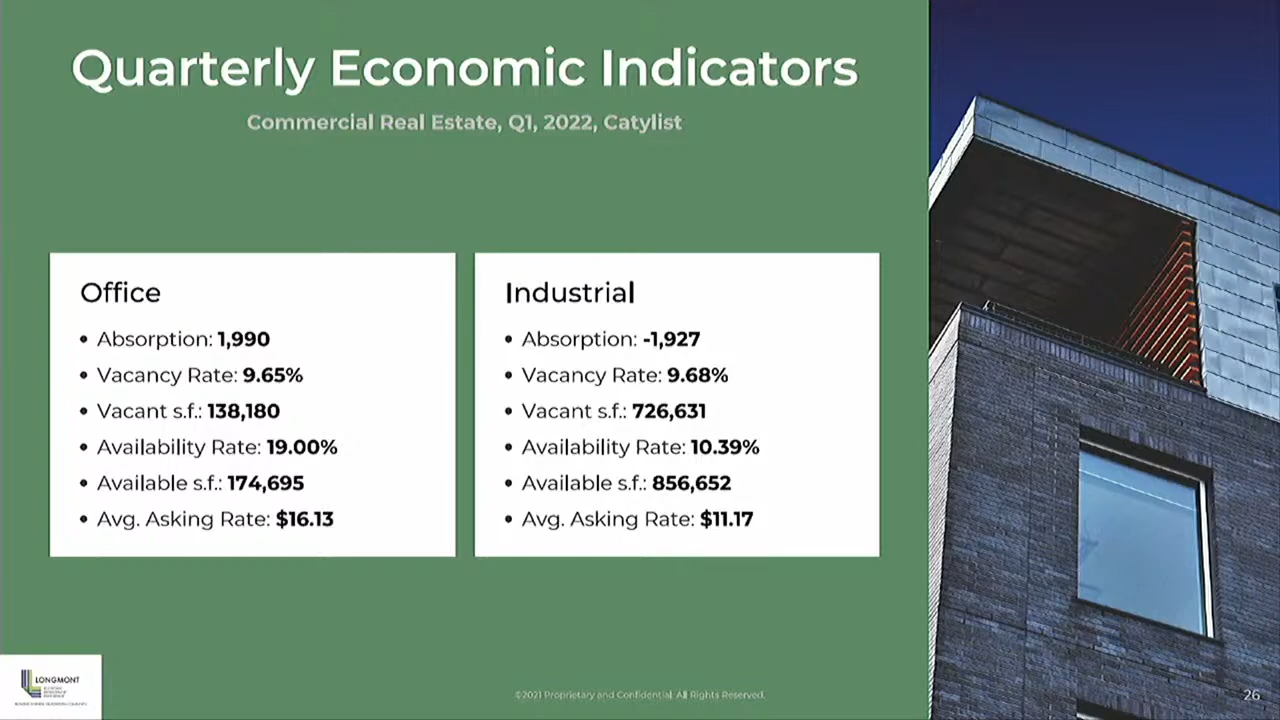 Quarterly Economic Indicators
Commercial Real Estate, Q1, 2022, Catylist
Office
• Absorption: 1,990
• Vacancy Rate: 9.65%
• Vacant s.f.: 138,180
• Availability Rate: 19.00%
• Available s.f.: 174,695
• Avg. Asking Rate: $16.13
Industrial
• Absorption: -1,927
• Vacancy Rate: 9.68%
• Vacant s.f.: 726,631
• Availability Rate: 10.39%
• Available s.f.: 856,652
• Avg. Asking Rate: $11.17
LONGMONT
©2021 Proprietary and Confidential. All Rights Reserved.
26